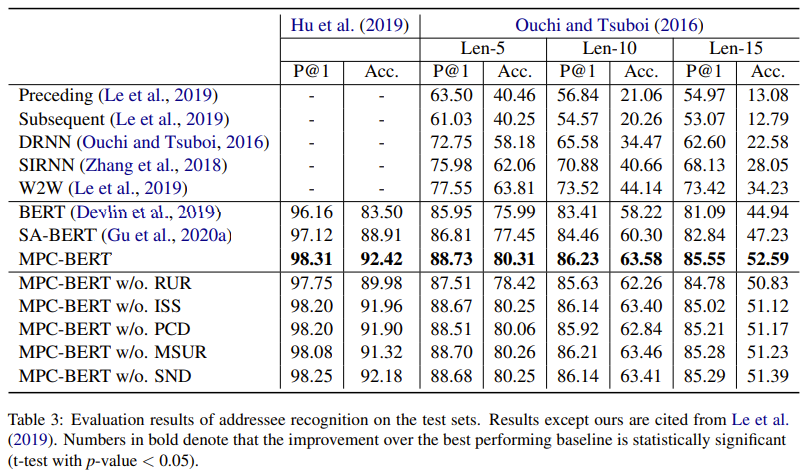 Hu et al. (2019) Ouchi and Tsuboi (2016)
Len-5 Len-10 Len-15
P@1 Acc. P@1 Acc. P@1 Acc. P@1 Acc.
Preceding (Le et al., 2019) - - 63.50 40.46 56.84 21.06 54.97 13.08
Subsequent (Le et al., 2019) - - 61.03 40.25 54.57 20.26 53.07 12.79
DRNN (Ouchi and Tsuboi, 2016) - - 72.75 58.18 65.58 34.47 62.60 22.58
SIRNN (Zhang et al., 2018) - - 75.98 62.06 70.88 40.66 68.13 28.05
W2W (Le et al., 2019) - - 77.55 63.81 73.52 44.14 73.42 34.23
BERT (Devlin et al., 2019) 96.16 83.50 85.95 75.99 83.41 58.22 81.09 44.94
SA-BERT (Gu et al., 2020a) 97.12 88.91 86.81 77.45 84.46 60.30 82.84 47.23
MPC-BERT 98.31 92.42 88.73 80.31 86.23 63.58 85.55 52.59
MPC-BERT w/o. RUR 97.75 89.98 87.51 78.42 85.63 62.26 84.78 50.83
MPC-BERT w/o. ISS 98.20 91.96 88.67 80.25 86.14 63.40 85.02 51.12
MPC-BERT w/o. PCD 98.20 91.90 88.51 80.06 85.92 62.84 85.21 51.17
MPC-BERT w/o. MSUR 98.08 91.32 88.70 80.26 86.21 63.46 85.28 51.23
MPC-BERT w/o. SND 98.25 92.18 88.68 80.25 86.14 63.41 85.29 51.39
Table 3: Evaluation results of addressee recognition on the test sets. Results except ours are cited from Le et al.
(2019). Numbers in bold denote that the improvement over the best performing baseline is statistically significant
(t-test with p-value < 0.05).